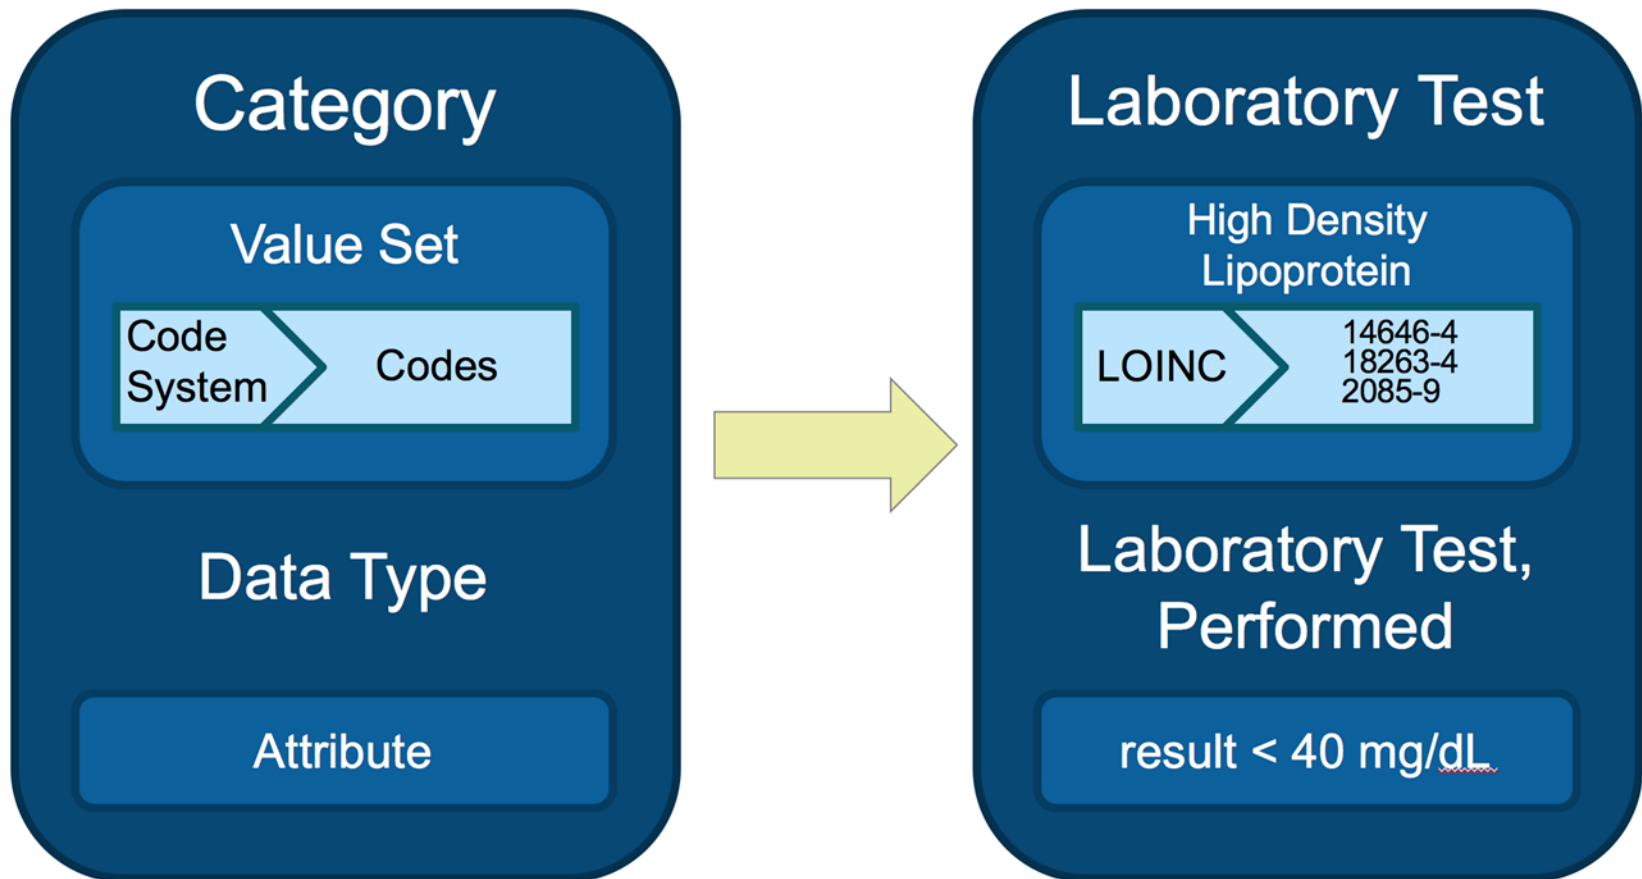 Category
Value Set
Code
System
Codes
Data Type
Attribute
Laboratory Test
High Density
Lipoprotein
LOINC
14646-4
18263-4
2085-9
Laboratory Test,
Performed
result < 40 mg/dL